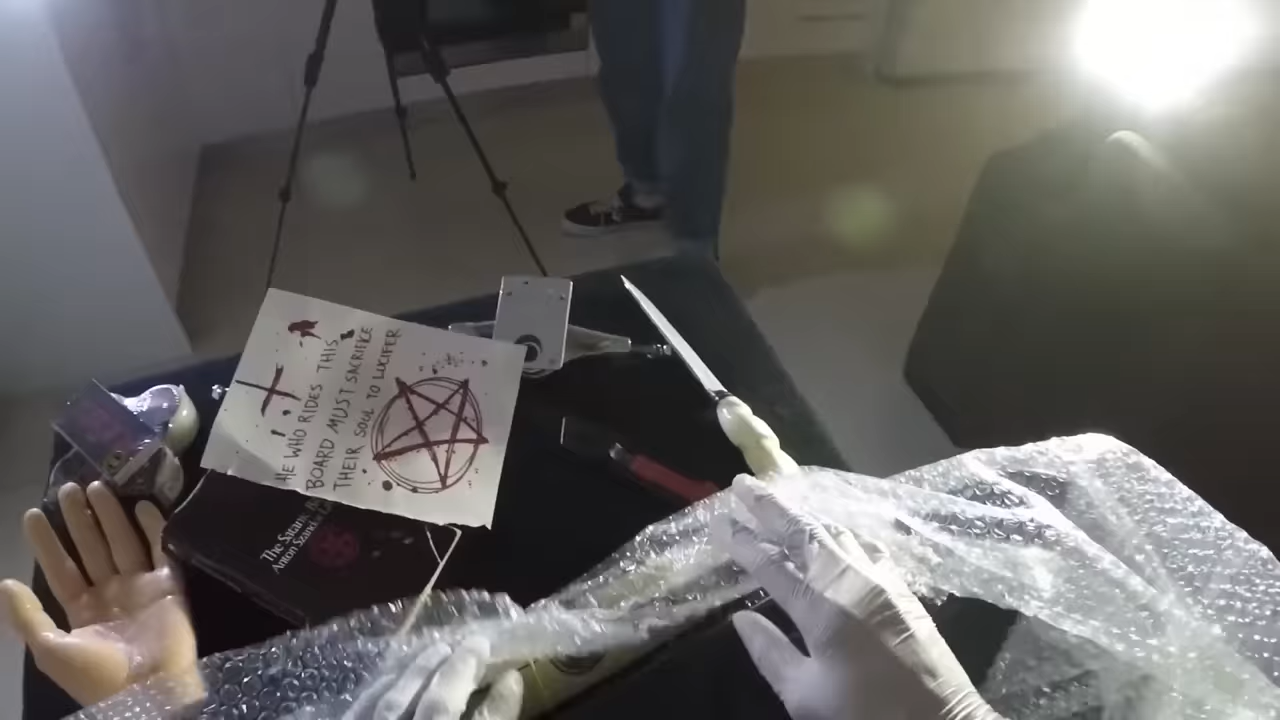 HE WHO RIDES THIS
BOARD MUST SACRIFICE
THEIR SOUL TO LUCIFER
The Satanic
Anton Szandor